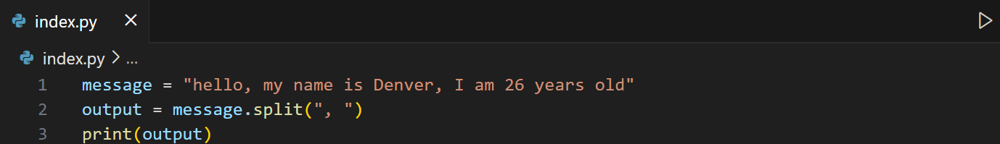 index.py
index.py > ...
1 message = "hello, my name is Denver, I am 26 years old"
2 output = message.split(", ")
3 print(output)